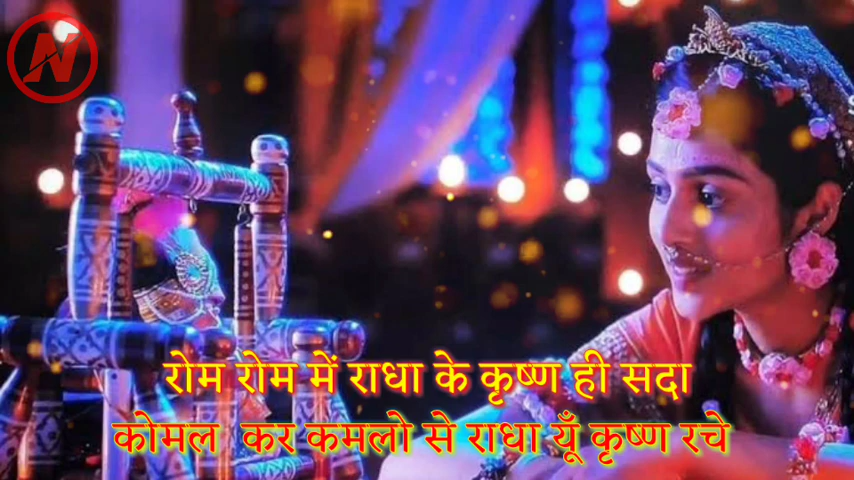 N
रोम रोम में राधा के कृष्ण ही सदा
कोमल  कर कमलो से राधा यूँ कृष्ण रचे